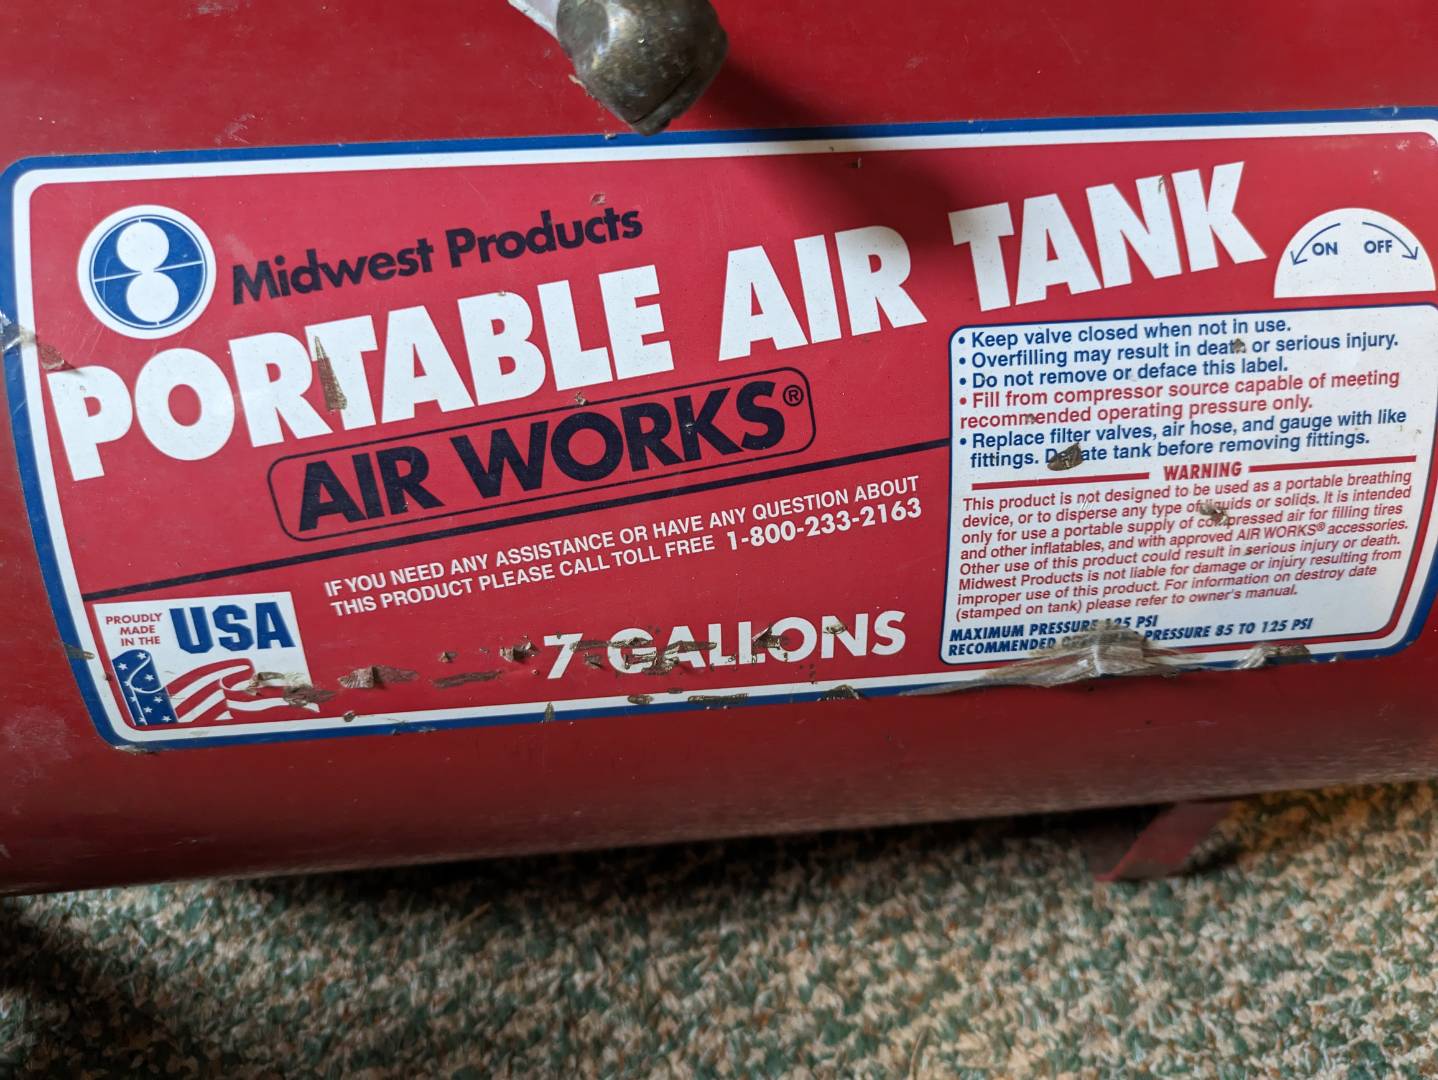 Midwest Products
PORTABLE AIR TANK
AIR WORKS®
IF YOU NEED ANY ASSISTANCE OR HAVE ANY QUESTION ABOUT
THIS PRODUCT PLEASE CALL TOLL FREE 1-800-233-2163
PROUDLY
MADE
IN THE
USA
7 GALLONS
ON OFF
• Keep valve closed when not in use.
• Overfilling may result in death or serious injury.
• Do not remove or deface this label.
• Fill from compressor source capable of meeting
recommended operating pressure only.
• Replace filter valves, air hose, and gauge with like
fittings. tank before removing fittings.
WARNING
This product is not designed to be used as a portable breathing
device, or to disperse any type of liquids or solids. It is intended
only for use a portable supply of compressed air for filling tires
and other inflatables, and with approved AIR WORKS® accessories.
Other use of this product could result in serious injury or death.
Midwest Products is not liable for damage or injury resulting from
improper use of this product. For information on destroy date
(stamped on tank) please refer to owner's manual.
MAXIMUM PRESSURE PSI
RECOMMENDED PRESSURE 85 TO 125 PSI